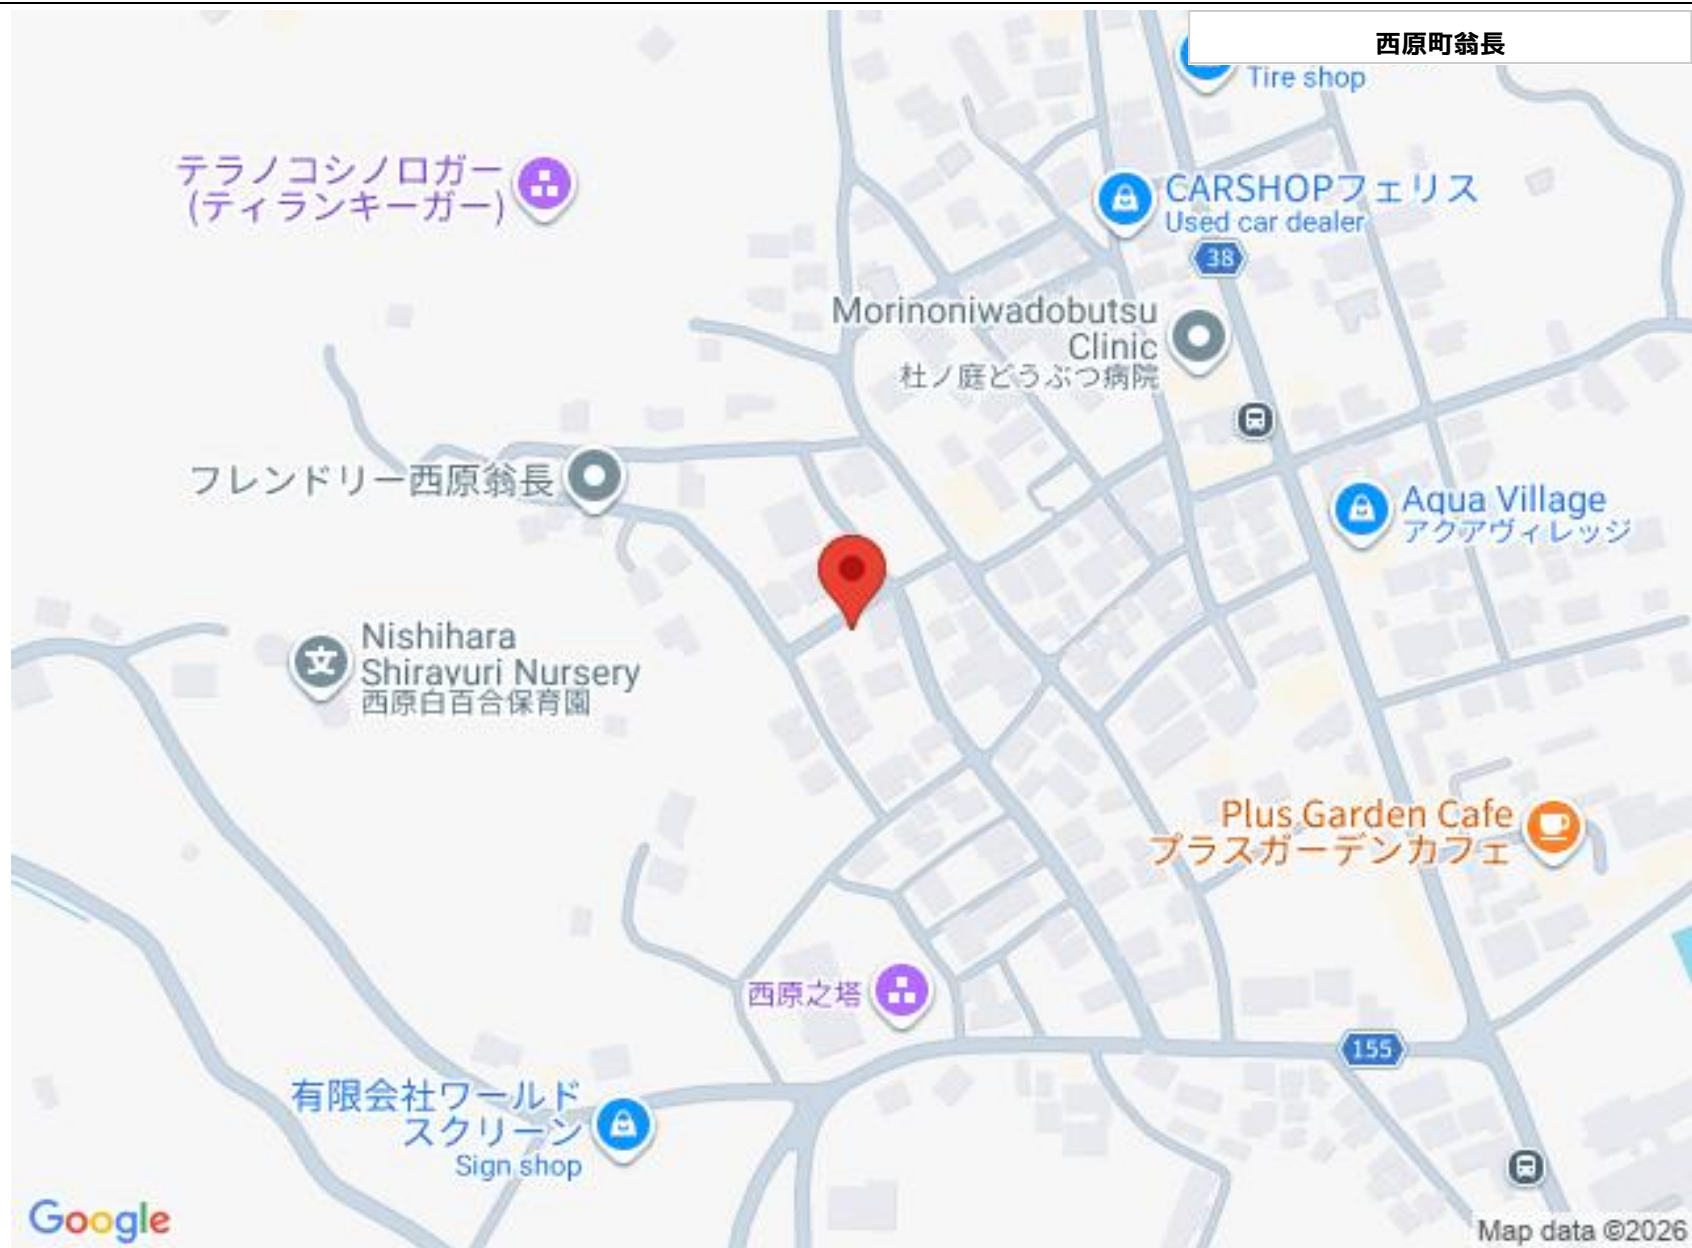 西原町翁長
Tire shop
テラノコシノロガー
(ティランキーガー)
CARSHOPフェリス
Used car dealer
38
Morinoniwadobutsu
Clinic
杜ノ庭どうぶつ病院
フレンドリー西原翁長
Aqua Village
アクアヴィレッジ
Nishihara
Shirayuri Nursery
西原白百合保育園
Plus Garden Cafe
プラスガーデンカフェ
西原之塔
155
有限会社ワールド
スクリーン
Sign shop
Google
Map data ©2026